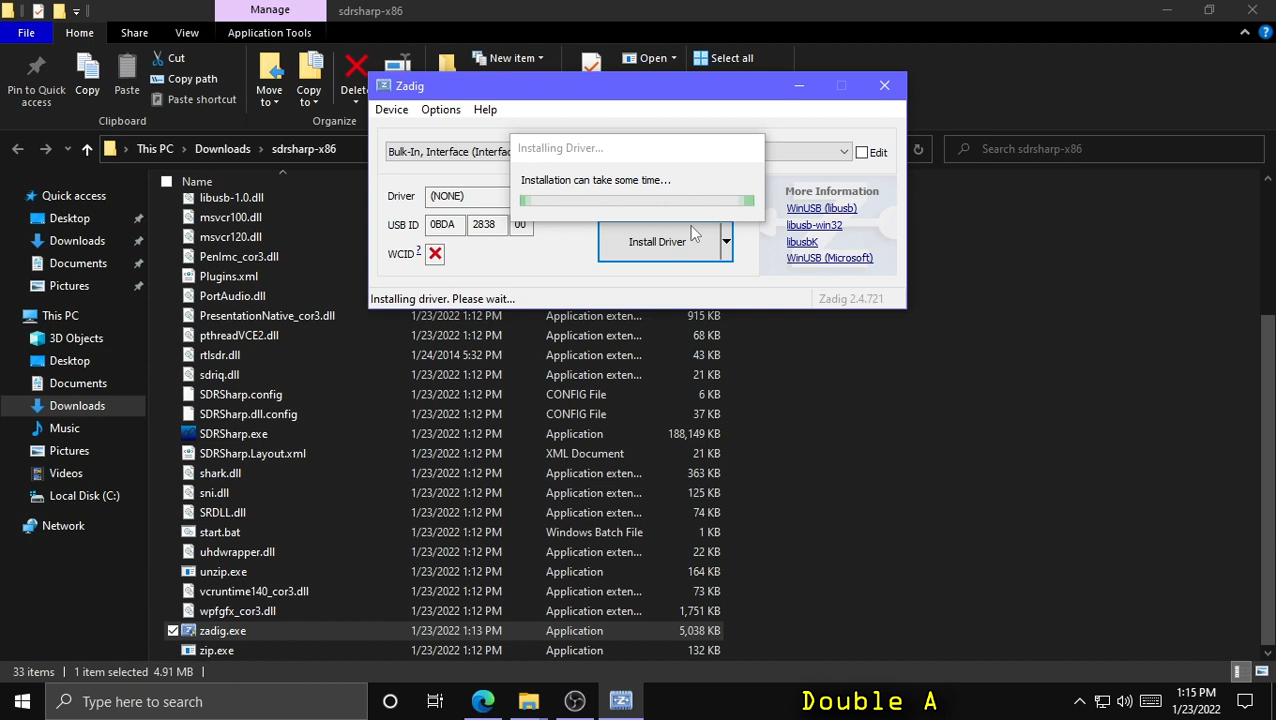 Manage
sdrsharp-x86
File
Home
Share
View
Application Tools
Pin to Quick access
Copy
Paste
Cut
Copy path
Paste shortcut
Clipboard
Move to
Copy to
Delete
Organize
New item
Open
Select all
This PC > Downloads > sdrsharp-x86
Search sdrsharp-x86
Zadig
Device Options Help
Bulk-In, Interface (Interfac
Edit
Driver (NONE)
USB ID 0BDA 2838 00
WCID ?
Installing Driver...
Installation can take some time...
Install Driver
More Information
WinUSB (libusb)
libusb-win32
libusbK
WinUSB (Microsoft)
Installing driver. Please wait...
Zadig 2.4.721
Quick access
Desktop
Downloads
Documents
Pictures
This PC
3D Objects
Desktop
Documents
Downloads
Music
Pictures
Videos
Local Disk (C:)
Network
Name
libusb-1.0.dll
msvcr100.dll
msvcr120.dll
Penlmc_cor3.dll
Plugins.xml
PortAudio.dll
PresentationNative_cor3.dll 1/23/2022 1:12 PM Application exten... 915 KB
pthreadVCE2.dll 1/23/2022 1:12 PM Application exten... 68 KB
rtlsdr.dll 1/24/2014 5:32 PM Application exten... 43 KB
sdriq.dll 1/23/2022 1:12 PM Application exten... 21 KB
SDRSharp.config 1/23/2022 1:12 PM CONFIG File 6 KB
SDRSharp.dll.config 1/23/2022 1:12 PM CONFIG File 37 KB
SDRSharp.exe 1/23/2022 1:12 PM Application 188,149 KB
SDRSharp.Layout.xml 1/23/2022 1:12 PM XML Document 21 KB
shark.dll 1/23/2022 1:12 PM Application exten... 363 KB
sni.dll 1/23/2022 1:12 PM Application exten... 125 KB
SRDLL.dll 1/23/2022 1:12 PM Application exten... 74 KB
start.bat 1/23/2022 1:12 PM Windows Batch File 1 KB
uhdwrapper.dll 1/23/2022 1:12 PM Application exten... 22 KB
unzip.exe 1/23/2022 1:12 PM Application 164 KB
vcruntime140_cor3.dll 1/23/2022 1:12 PM Application exten... 73 KB
wpfgfx_cor3.dll 1/23/2022 1:12 PM Application exten... 1,751 KB
zadig.exe 1/23/2022 1:13 PM Application 5,038 KB
zip.exe 1/23/2022 1:12 PM Application 132 KB
33 items
1 item selected 4.91 MB
Type here to search
Double A
1:15 PM
1/23/2022